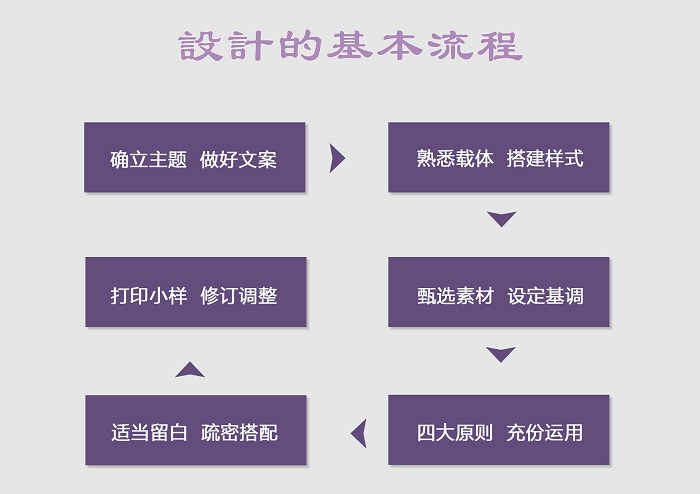 設計的基本流程
确立主题 做好文案
熟悉载体 搭建样式
甄选素材 设定基调
四大原则 充份运用
适当留白 疏密搭配
打印小样 修订调整